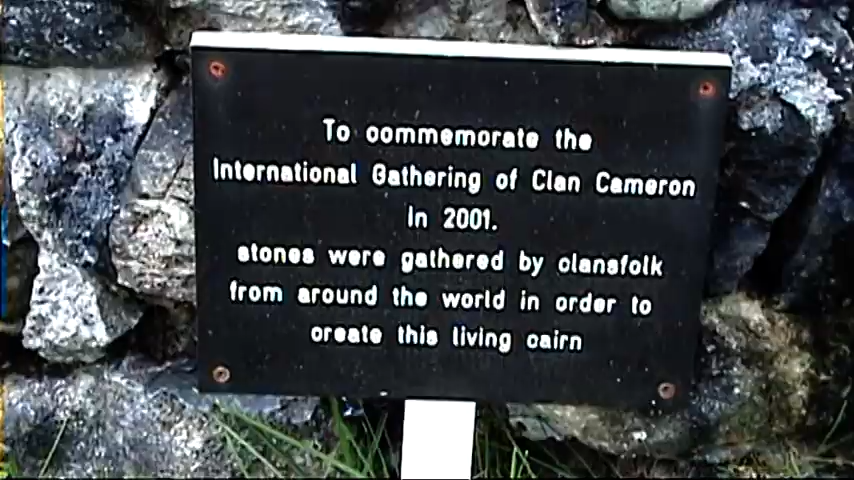 To commemorate the
International Gathering of Clan Cameron
in 2001.
stones were gathered by clansfolk
from around the world in order to
create this living cairn